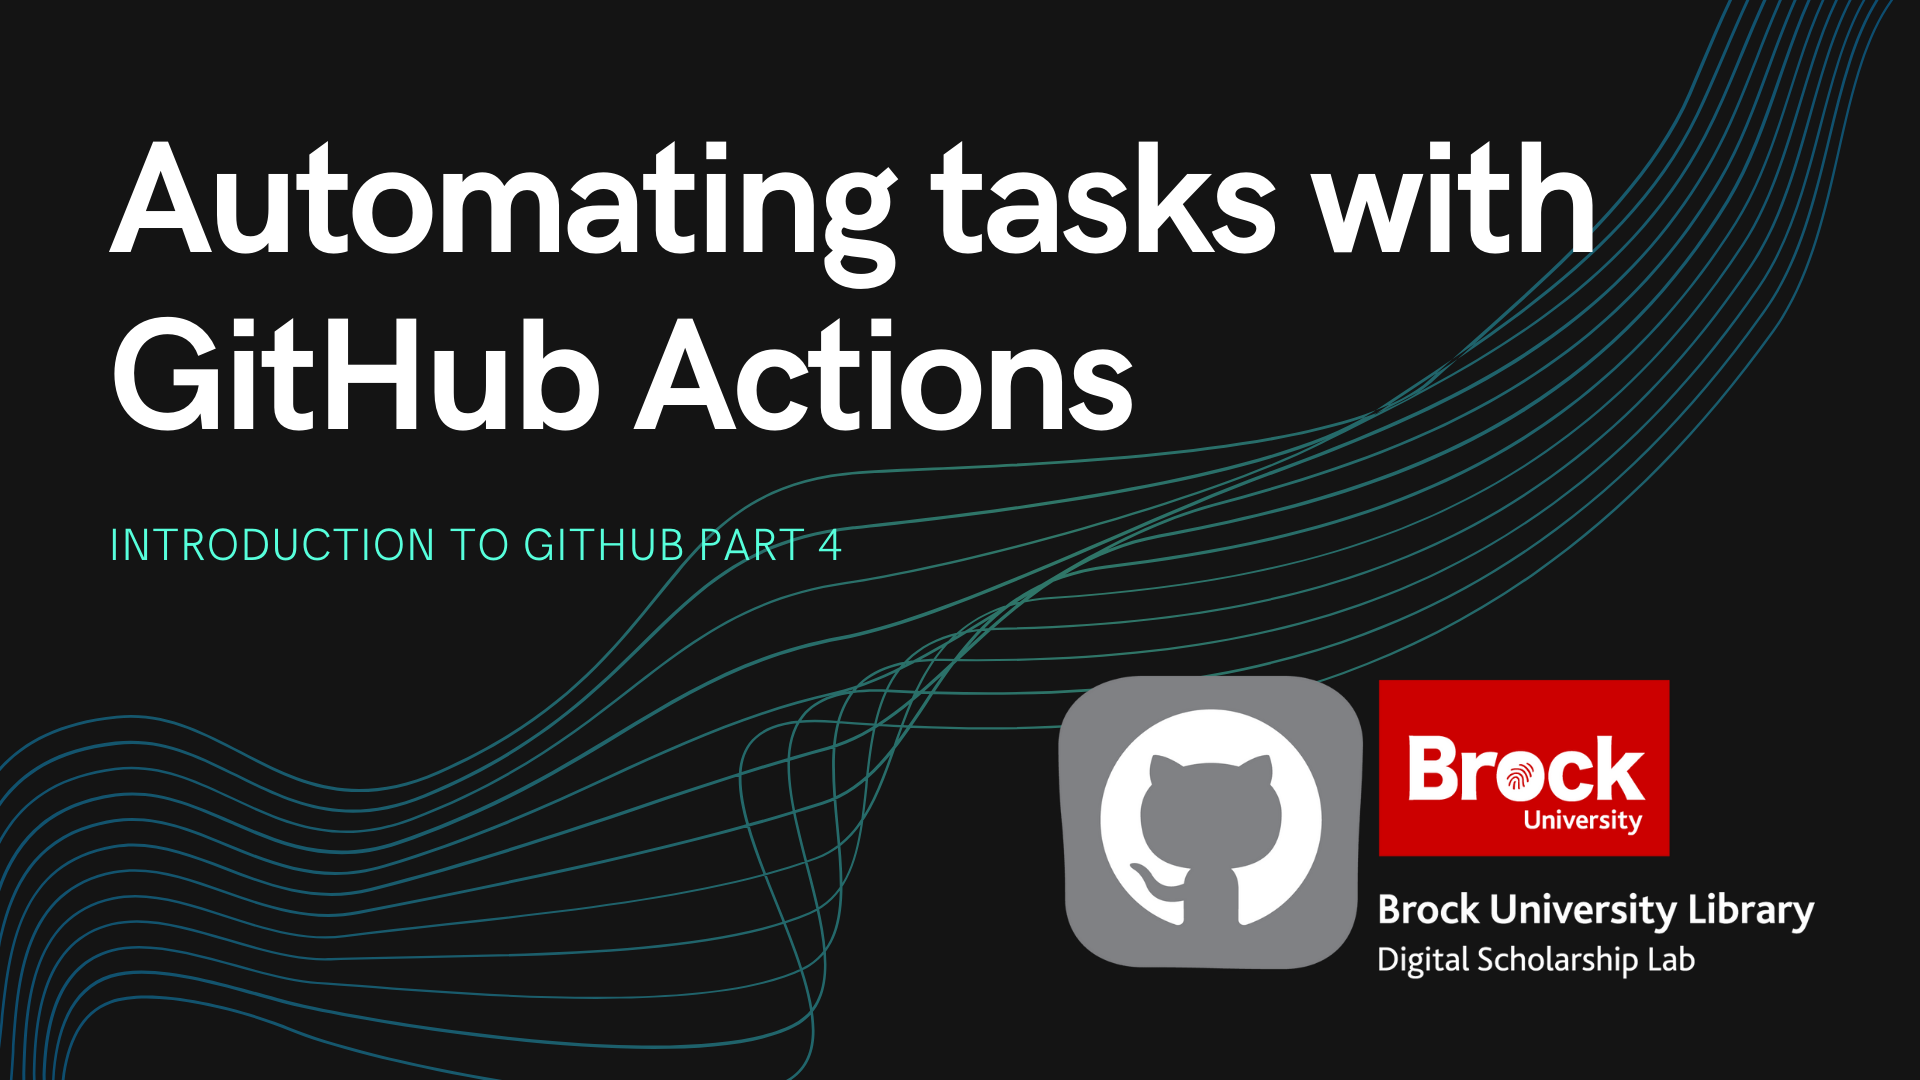 Automating tasks with
GitHub Actions
INTRODUCTION TO GITHUB PART 4
Brock
University
Brock University Library
Digital Scholarship Lab